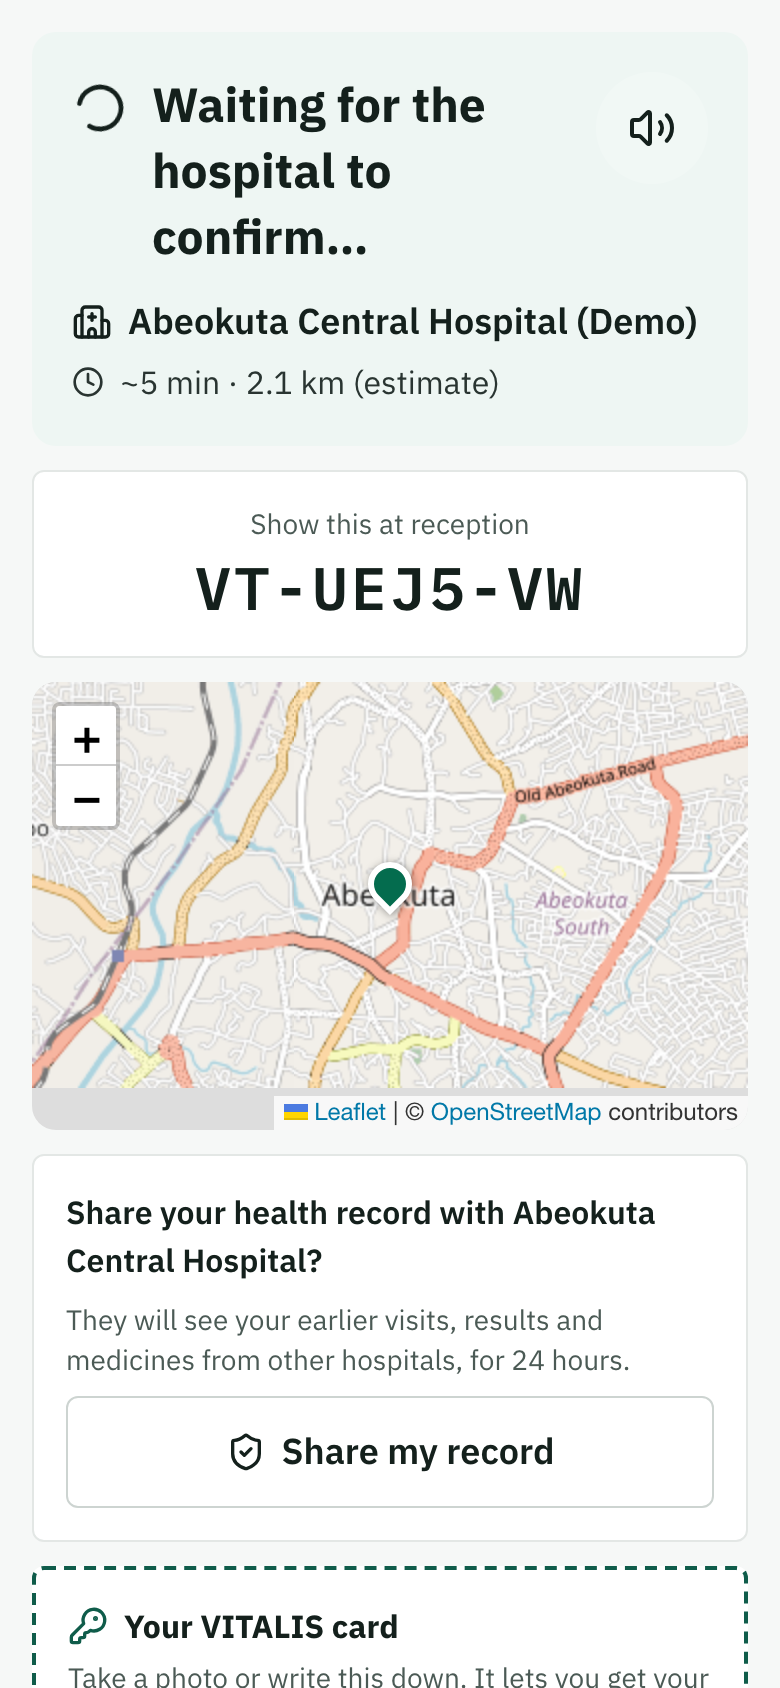 Waiting for the
hospital to
confirm...
Abeokuta Central Hospital (Demo)
~5 min · 2.1 km (estimate)
Show this at reception
VT-UEJ5-VW
+
Old Abeokuta Road
−
Abeokuta
Abeokuta
South
Leaflet | © OpenStreetMap contributors
Share your health record with Abeokuta
Central Hospital?
They will see your earlier visits, results and
medicines from other hospitals, for 24 hours.
Share my record
Your VITALIS card
Take a photo or write this down. It lets you get your